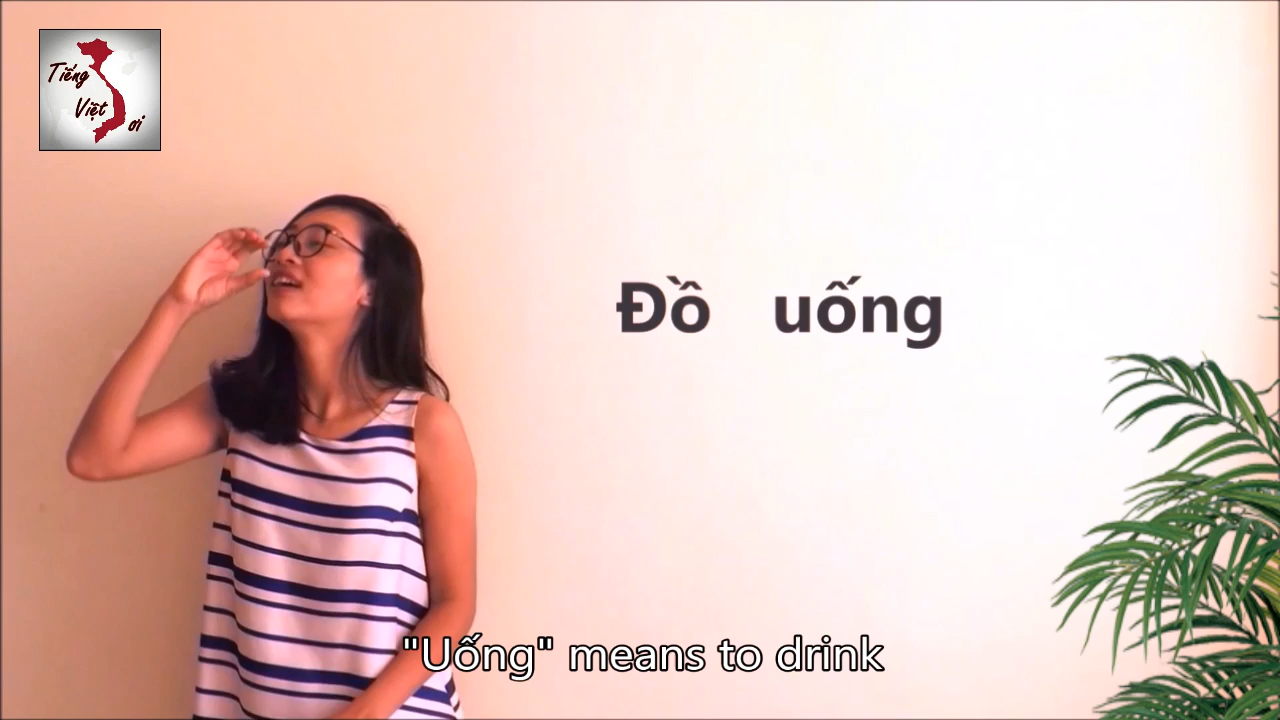 Tiếng
Việt
ơi
Đồ uống
"Uống" means to drink